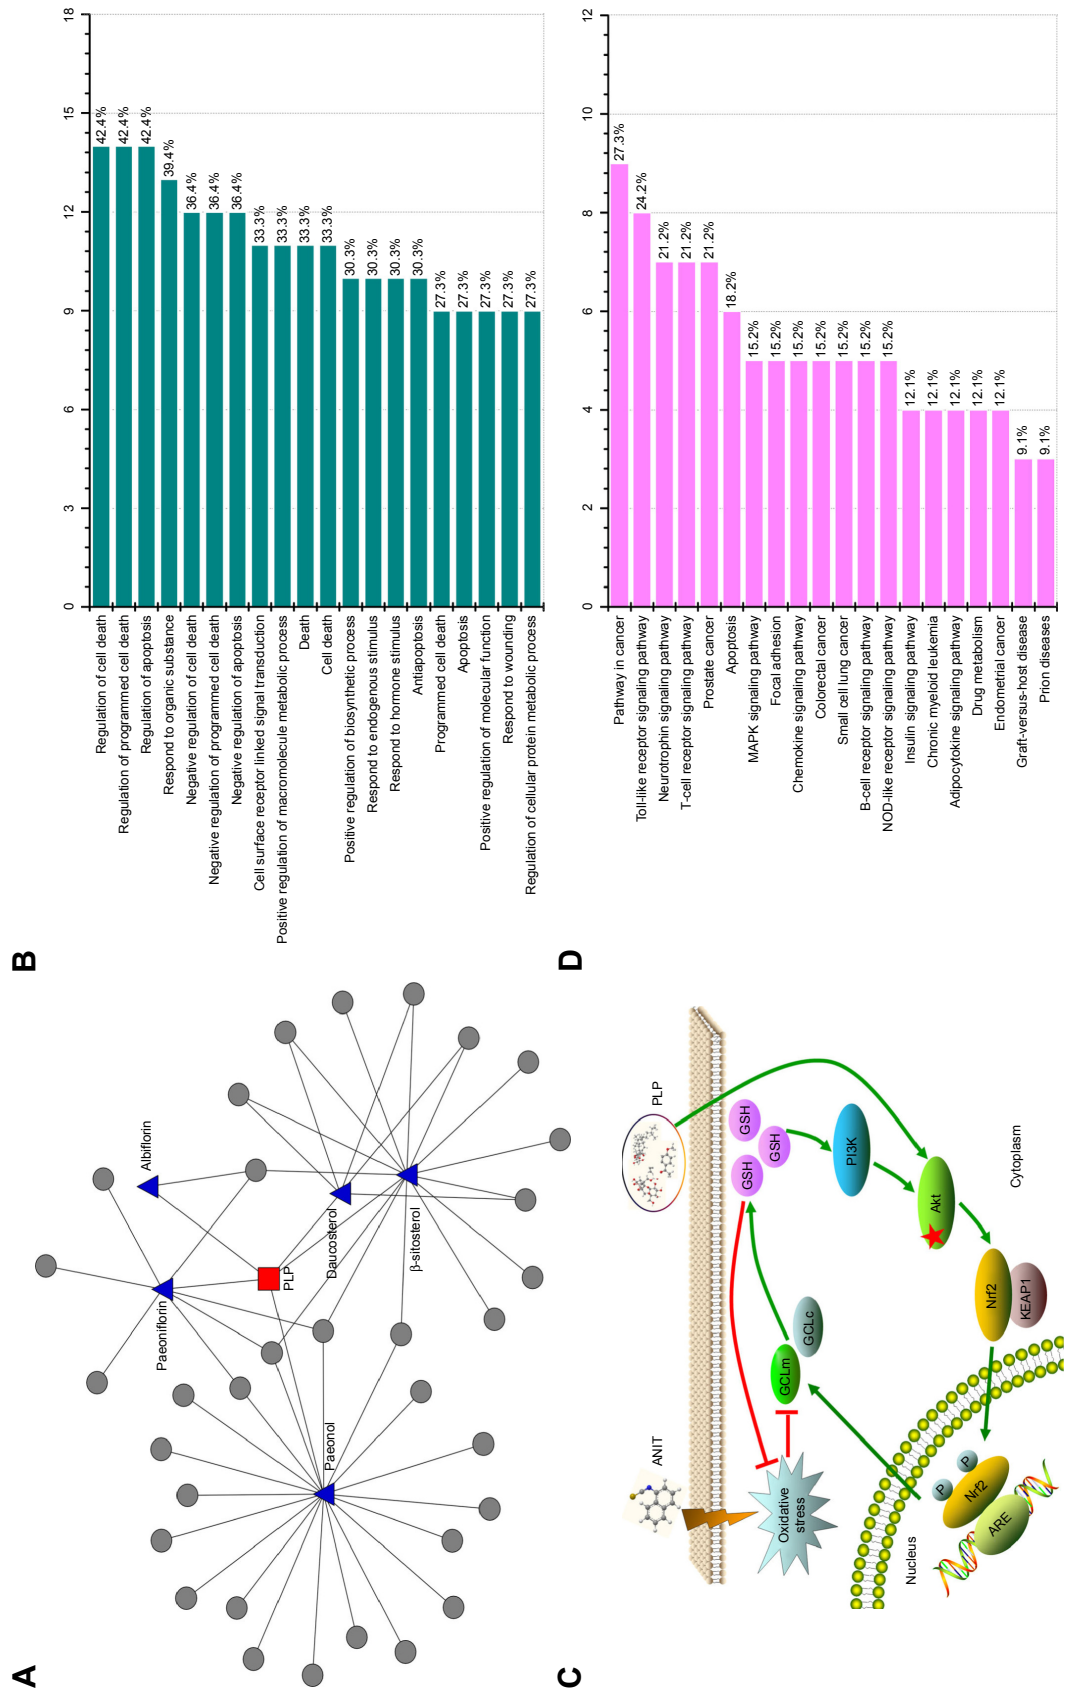 A
Paeoniflorin
Albiflorin
PLP
Daucosterol
β-sitosterol
Paeonol
B
0
3
6
9
12
15
18
Regulation of cell death
42.4%
Regulation of programmed cell death
42.4%
Regulation of apoptosis
42.4%
Respond to organic substance
39.4%
Negative regulation of cell death
36.4%
Negative regulation of programmed cell death
36.4%
Negative regulation of apoptosis
36.4%
Cell surface receptor linked signal transduction
33.3%
Positive regulation of macromolecule metabolic process
33.3%
Death
33.3%
Cell death
33.3%
Positive regulation of biosynthetic process
30.3%
Respond to endogenous stimulus
30.3%
Respond to hormone stimulus
30.3%
Antiapoptosis
30.3%
Programmed cell death
27.3%
Apoptosis
27.3%
Positive regulation of molecular function
27.3%
Respond to wounding
27.3%
Regulation of cellular protein metabolic process
27.3%
C
ANIT
PLP
Oxidative
stress
GSH
GSH
GSH
GCLm
GCLc
PI3K
Akt
Nrf2
KEAP1
Cytoplasm
Nucleus
P
P
Nrf2
ARE
D
0
2
4
6
8
10
12
Pathway in cancer
27.3%
Toll-like receptor signaling pathway
24.2%
Neurotrophin signaling pathway
21.2%
T-cell receptor signaling pathway
21.2%
Prostate cancer
21.2%
Apoptosis
18.2%
MAPK signaling pathway
15.2%
Focal adhesion
15.2%
Chemokine signaling pathway
15.2%
Colorectal cancer
15.2%
Small cell lung cancer
15.2%
B-cell receptor signaling pathway
15.2%
NOD-like receptor signaling pathway
15.2%
Insulin signaling pathway
12.1%
Chronic myeloid leukemia
12.1%
Adipocytokine signaling pathway
12.1%
Drug metabolism
12.1%
Endometrial cancer
12.1%
Graft-versus-host disease
9.1%
Prion diseases
9.1%